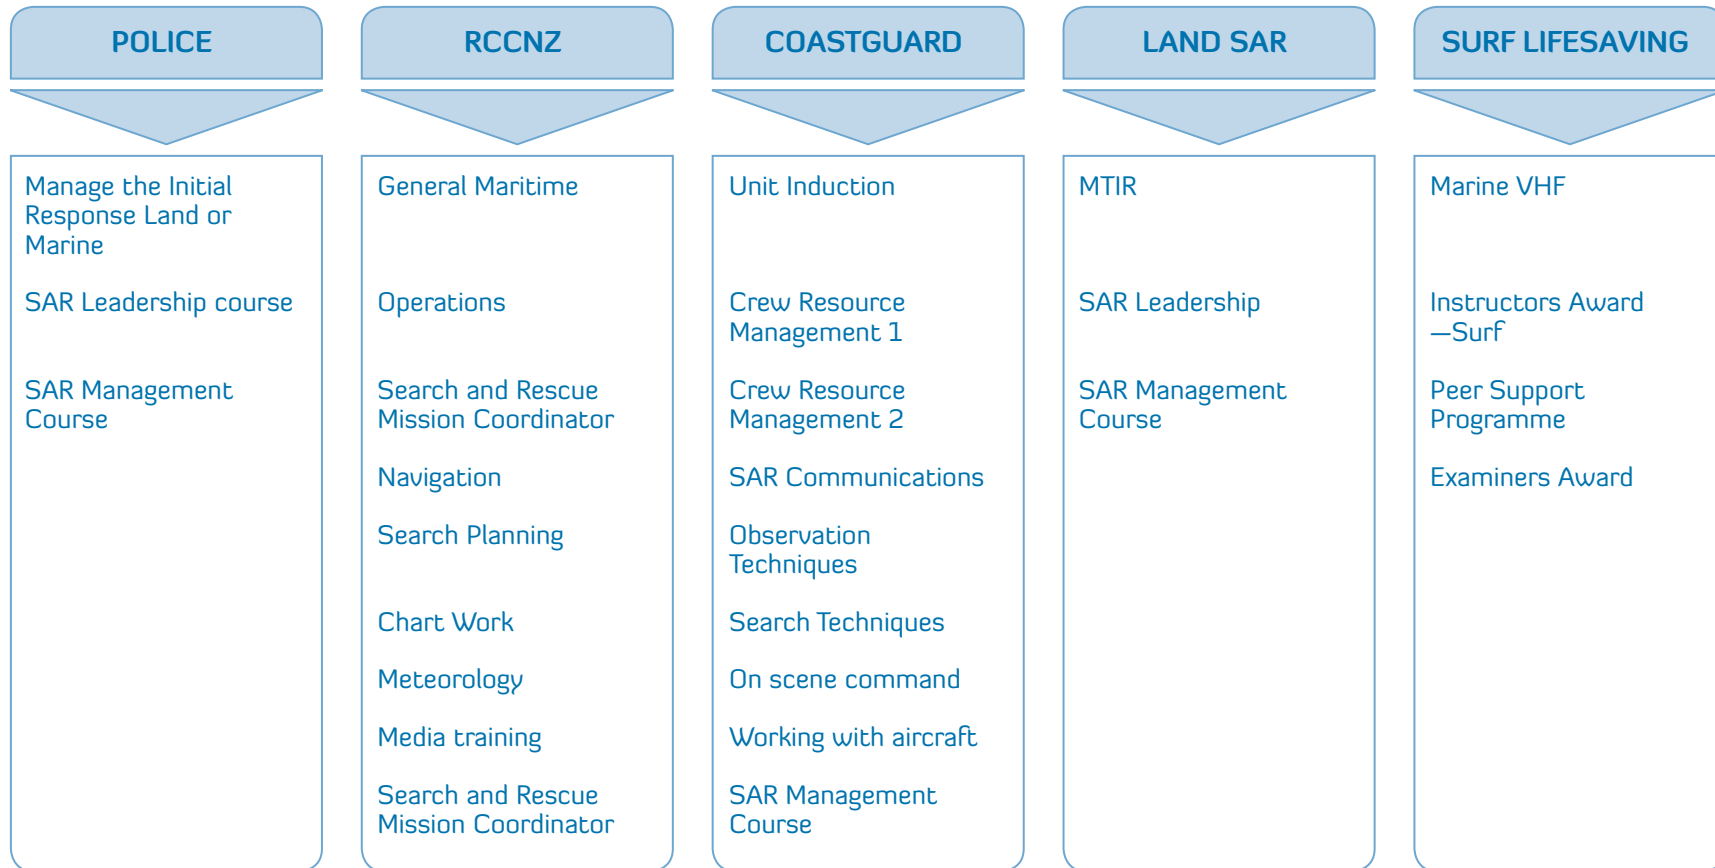 POLICE
Manage the Initial
Response Land or
Marine
SAR Leadership course
SAR Management
Course
RCCNZ
General Maritime
Operations
Search and Rescue
Mission Coordinator
Navigation
Search Planning
Chart Work
Meteorology
Media training
Search and Rescue
Mission Coordinator
COASTGUARD
Unit Induction
Crew Resource
Management 1
Crew Resource
Management 2
SAR Communications
Observation
Techniques
Search Techniques
On scene command
Working with aircraft
SAR Management
Course
LAND SAR
MTIR
SAR Leadership
SAR Management
Course
SURF LIFESAVING
Marine VHF
Instructors Award
—Surf
Peer Support
Programme
Examiners Award